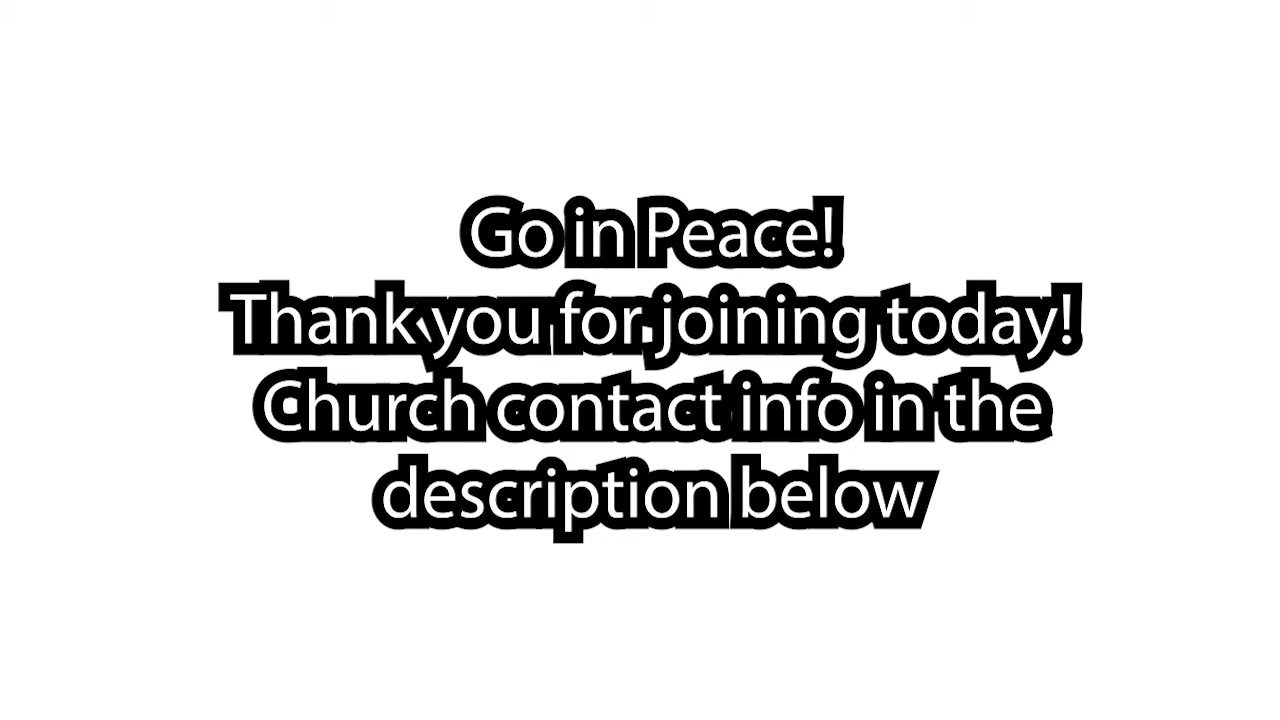 Go in Peace!
Thank you for joining today!
Church contact info in the
description below